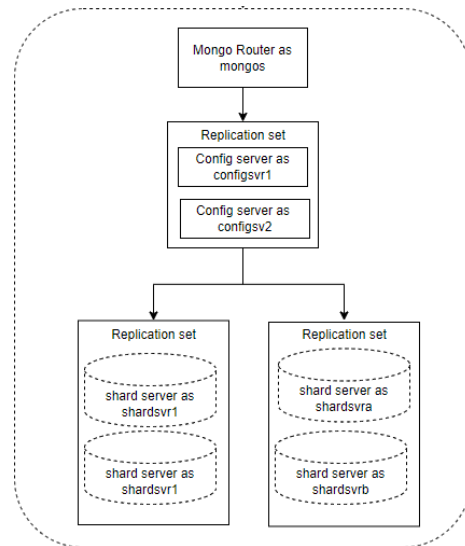 Mongo Router as
mongos
Replication set
Config server as
configsvr1
Config server as
configsv2
Replication set
shard server as
shardsvr1
shard server as
shardsvr1
Replication set
shard server as
shardsvra
shard server as
shardsvrb